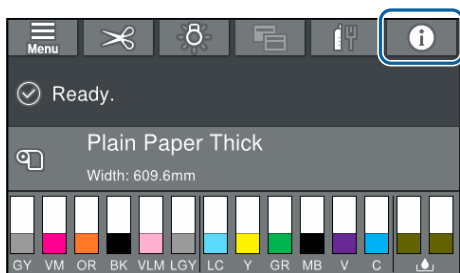 Menu
i
Ready.
Plain Paper Thick
Width: 609.6mm
GY VM OR BK VLM LGY LC Y GR MB V C